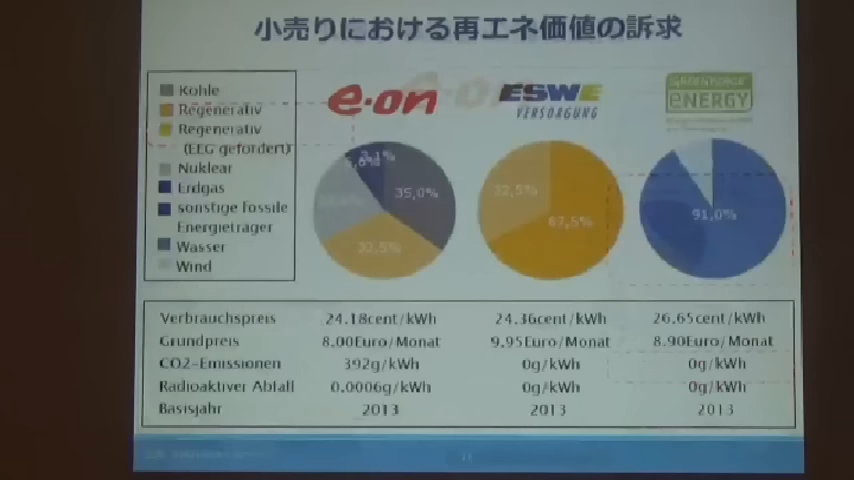 小売りにおける再エネ価値の訴求
Kohle
Regenerativ
Regenerativ
(EEG gefördert)
Nuklear
Erdgas
sonstige fossile
Energieträger
Wasser
Wind
e·on
ESWE
VERSORGUNG
ENERGY
3,1%
35,0%
32,5%
32,5%
67,5%
91,0%
Verbrauchspreis 24.18cent/kWh 24.36cent/kWh 26.65cent/kWh
Grundpreis 8.00Euro/Monat 9.95Euro/Monat 8.90Euro/Monat
CO2-Emissionen 392g/kWh 0g/kWh 0g/kWh
Radioaktiver Abfall 0.0006g/kWh 0g/kWh 0g/kWh
Basisjahr 2013 2013 2013